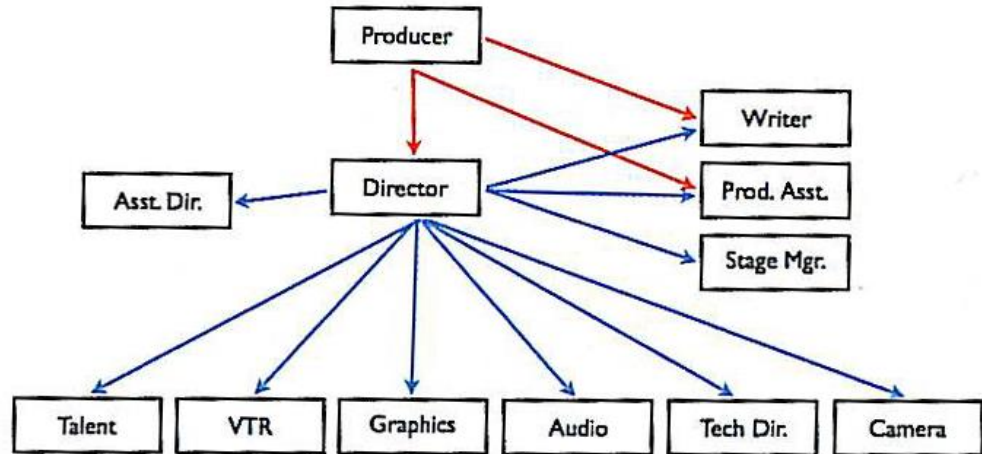 Producer
Writer
Asst. Dir.
Director
Prod. Asst.
Stage Mgr.
Talent
VTR
Graphics
Audio
Tech Dir.
Camera